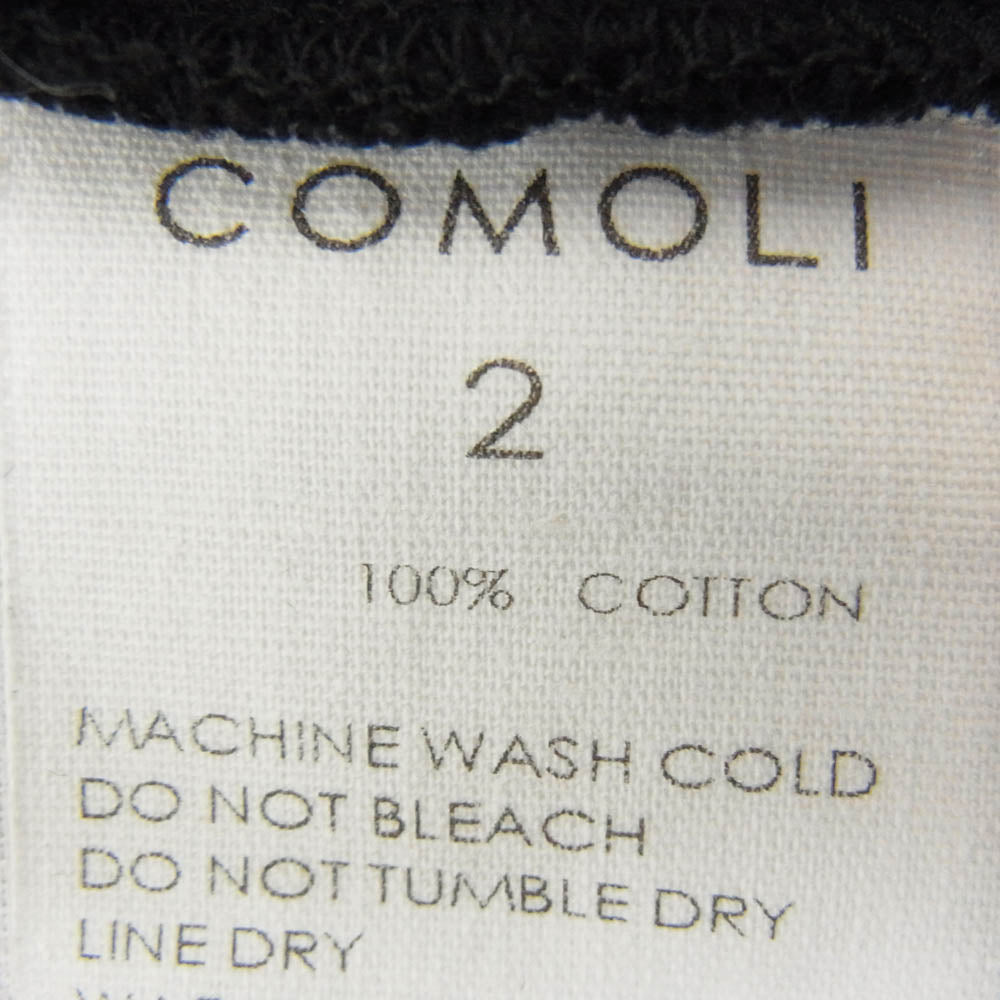 COMOLI
2
100% COTTON
MACHINE WASH COLD
DO NOT BLEACH
DO NOT TUMBLE DRY
LINE DRY